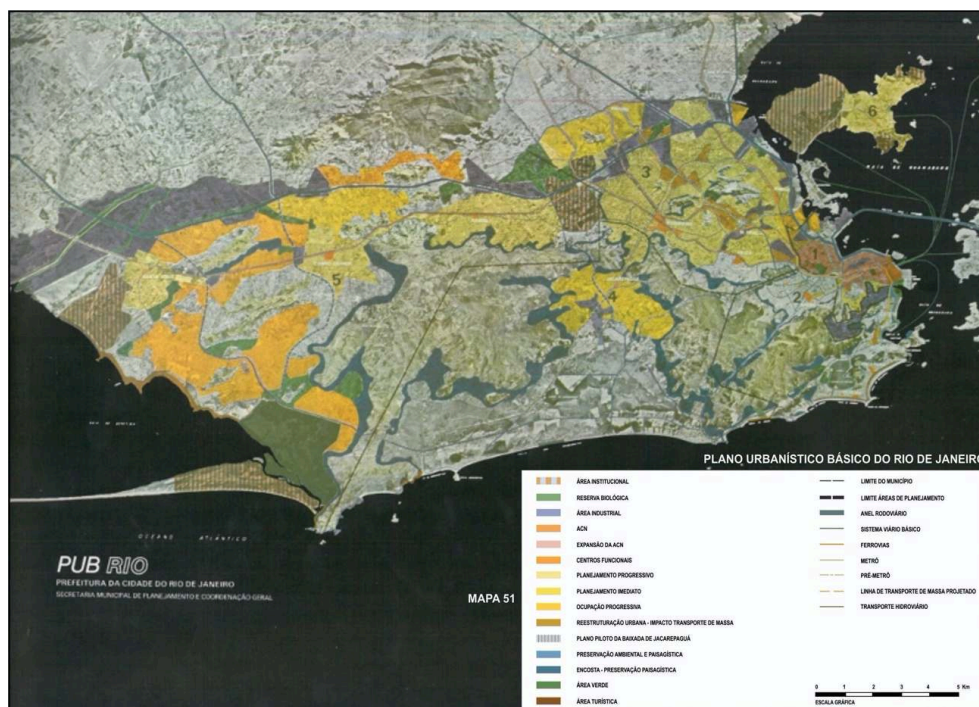 3
6
1
2
5
4
OCEANO ATLÂNTICO
PUB RIO
PREFEITURA DA CIDADE DO RIO DE JANEIRO
SECRETARIA MUNICIPAL DE PLANEJAMENTO E COORDENAÇÃO GERAL
MAPA 51
PLANO URBANÍSTICO BÁSICO DO RIO DE JANEIRO
ÁREA INSTITUCIONAL
RESERVA BIOLÓGICA
ÁREA INDUSTRIAL
ACN
EXPANSÃO DA ACN
CENTROS FUNCIONAIS
PLANEJAMENTO PROGRESSIVO
PLANEJAMENTO IMEDIATO
OCUPAÇÃO PROGRESSIVA
REESTRUTURAÇÃO URBANA - IMPACTO TRANSPORTE DE MASSA
PLANO PILOTO DA BAIXADA DE JACAREPAGUÁ
PRESERVAÇÃO AMBIENTAL E PAISAGÍSTICA
ENCOSTA - PRESERVAÇÃO PAISAGÍSTICA
ÁREA VERDE
ÁREA TURÍSTICA
LIMITE DO MUNICÍPIO
LIMITE ÁREAS DE PLANEJAMENTO
ANEL RODOVIÁRIO
SISTEMA VIÁRIO BÁSICO
FERROVIAS
METRÔ
PRÉ-METRÔ
LINHA DE TRANSPORTE DE MASSA PROJETADO
TRANSPORTE HIDROVIÁRIO
0 1 2 3 4 5 Km
ESCALA GRÁFICA